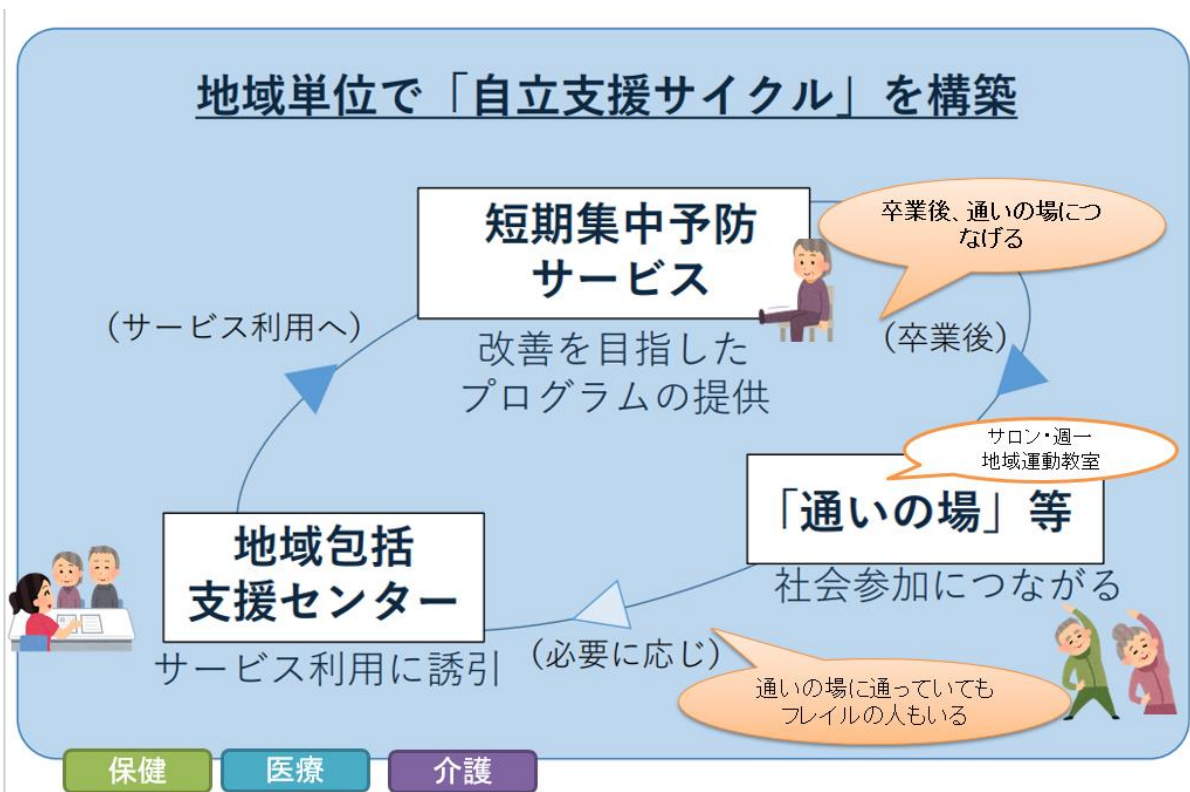 地域単位で「自立支援サイクル」を構築
短期集中予防
サービス
改善を目指した
プログラムの提供
卒業後、通いの場につ
なげる
(サービス利用へ)
(卒業後)
サロン・週一
地域運動教室
「通いの場」等
社会参加につながる
地域包括
支援センター
サービス利用に誘引
(必要に応じ)
通いの場に通っていても
フレイルの人もいる
保健
医療
介護